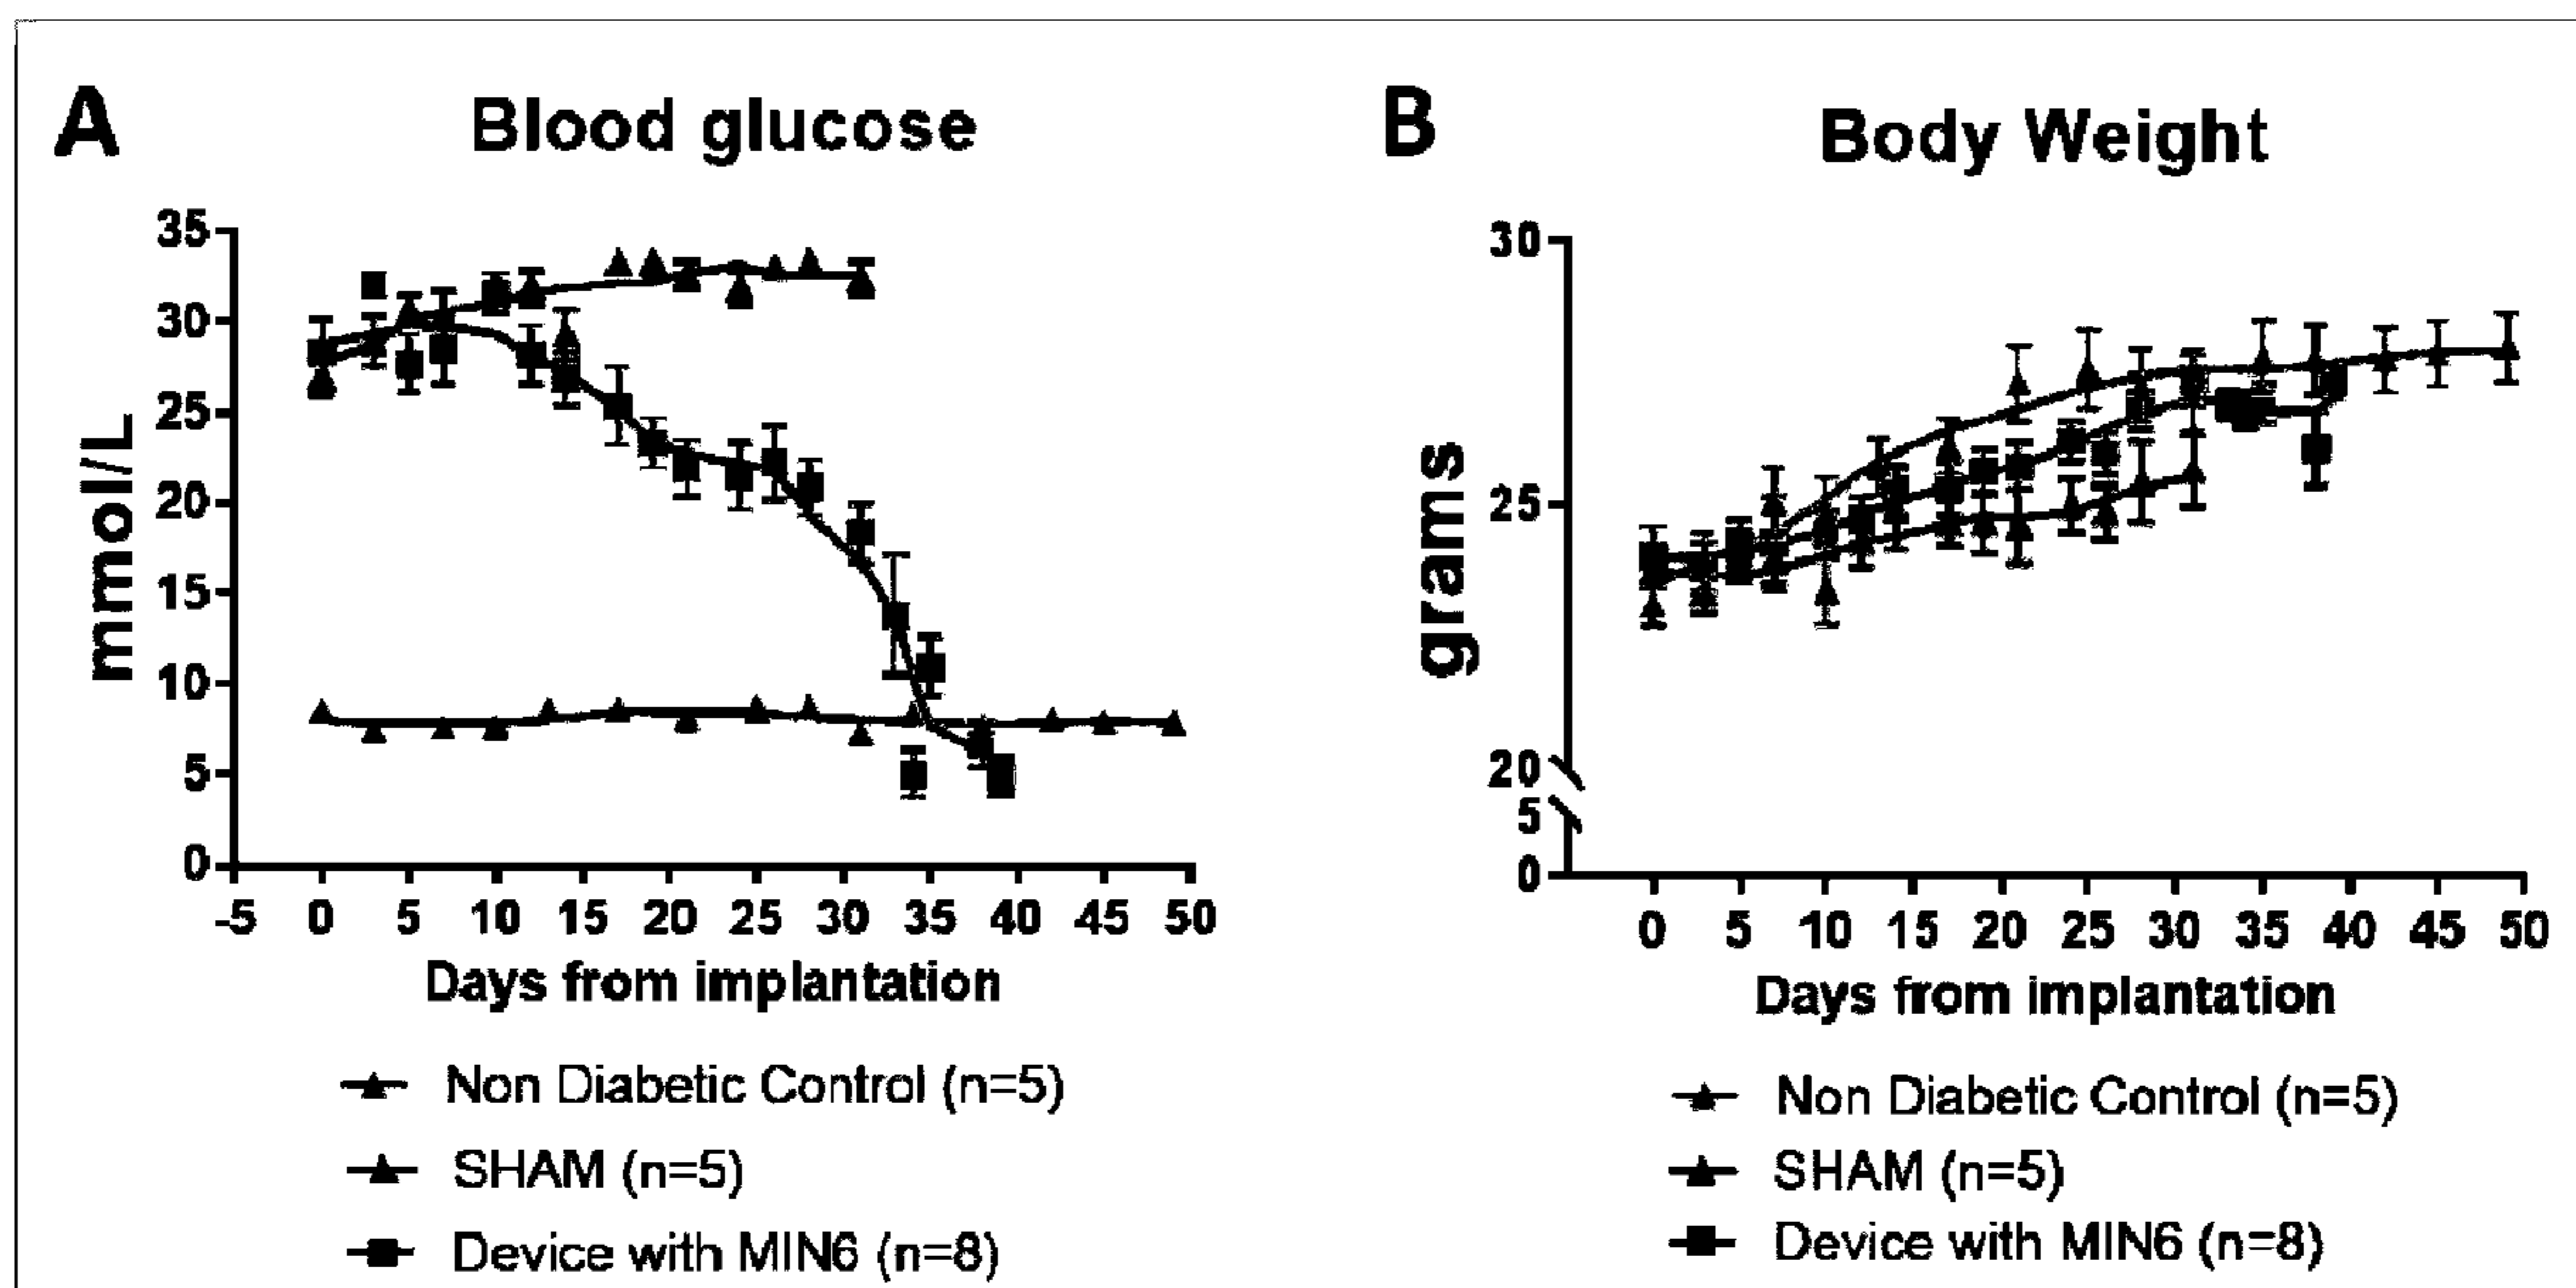 A
Blood glucose
mmol/L
35
30
25
20
15
10
5
0
-5 0 5 10 15 20 25 30 35 40 45 50
Days from implantation
Non Diabetic Control (n=5)
SHAM (n=5)
Device with MIN6 (n=8)
B
Body Weight
grams
30
25
20
5
0
0 5 10 15 20 25 30 35 40 45 50
Days from implantation
Non Diabetic Control (n=5)
SHAM (n=5)
Device with MIN6 (n=8)